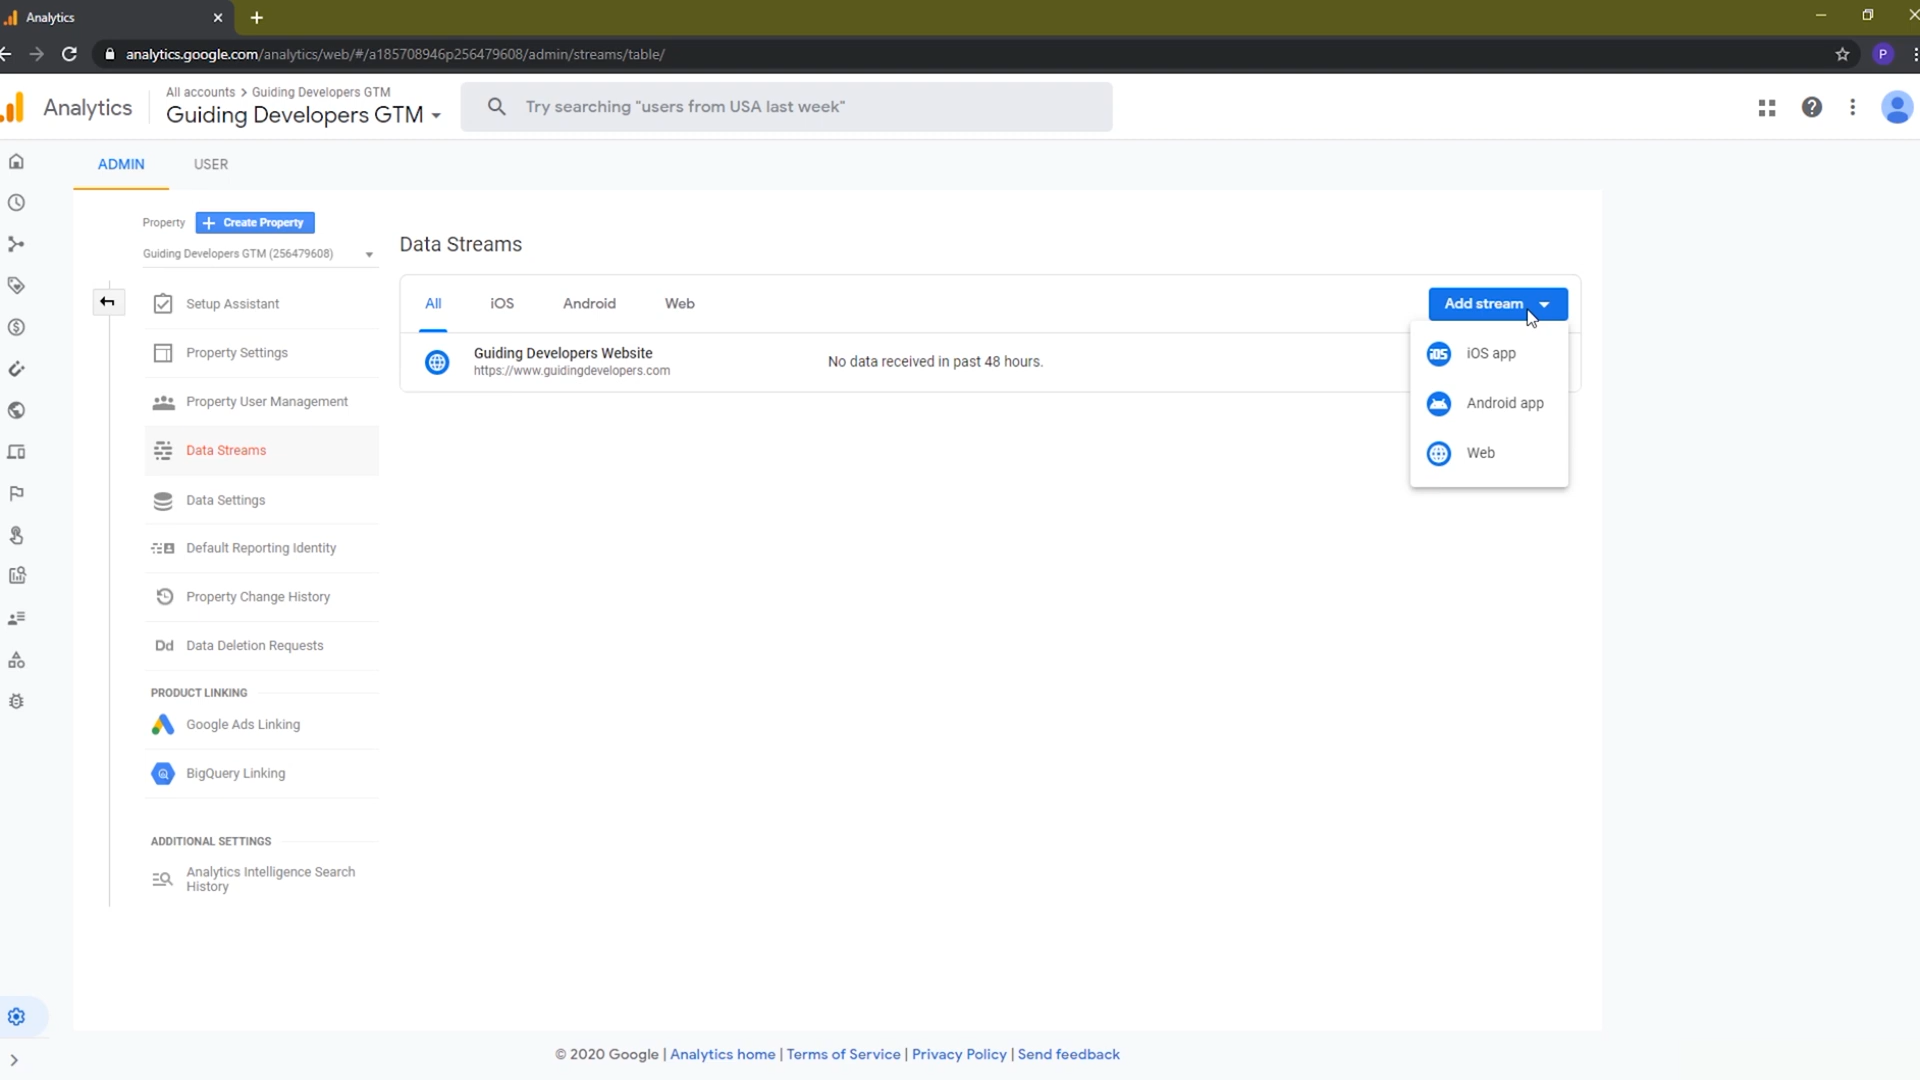 Analytics
analytics.google.com/analytics/web/#/a185708946p256479608/admin/streams/table/
P
Analytics
All accounts > Guiding Developers GTM
Guiding Developers GTM
Try searching "users from USA last week"
ADMIN
USER
Property
+ Create Property
Guiding Developers GTM (256479608)
Setup Assistant
Property Settings
Property User Management
Data Streams
Data Settings
Default Reporting Identity
Property Change History
Dd Data Deletion Requests
PRODUCT LINKING
Google Ads Linking
BigQuery Linking
ADDITIONAL SETTINGS
Analytics Intelligence Search
History
Data Streams
All
iOS
Android
Web
Add stream
Guiding Developers Website
https://www.guidingdevelopers.com
No data received in past 48 hours.
iOS iOS app
Android app
Web
© 2020 Google | Analytics home | Terms of Service | Privacy Policy | Send feedback